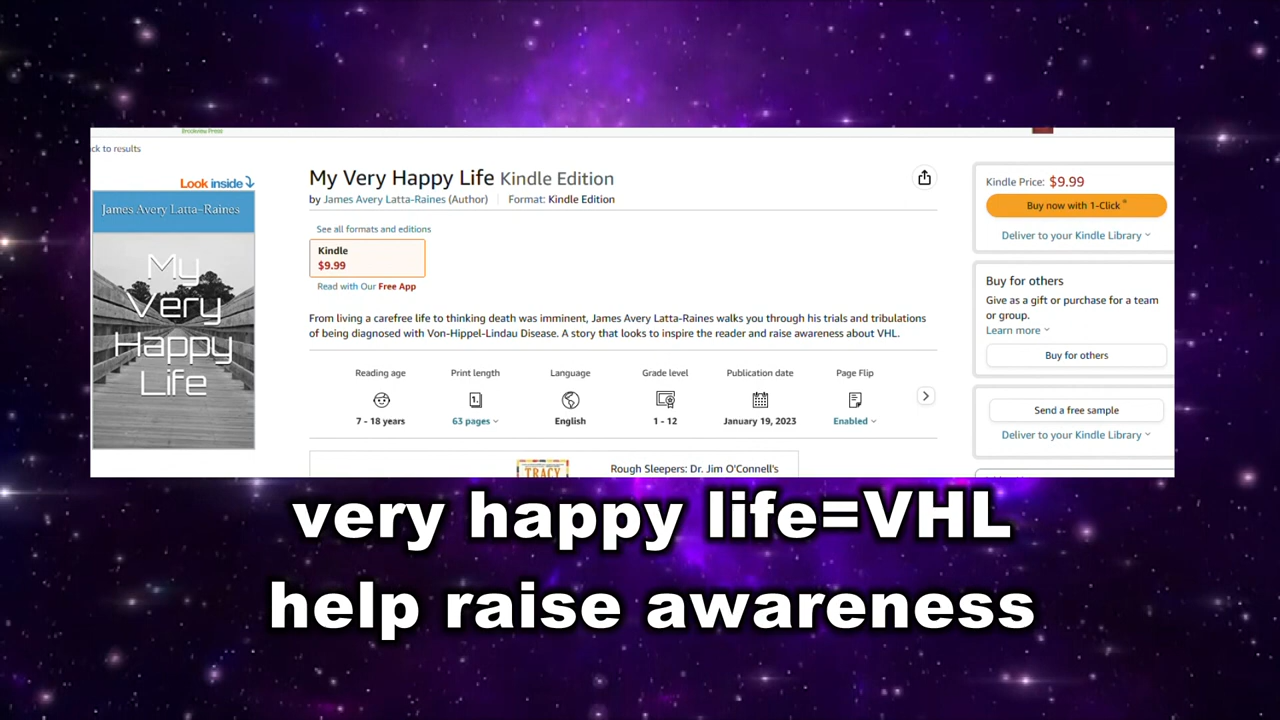 Brookview Press
ck to results
Look inside
James Avery Latta-Raines
My
Very
Happy
Life
My Very Happy Life Kindle Edition
by James Avery Latta-Raines (Author) Format: Kindle Edition
See all formats and editions
Kindle
$9.99
Read with Our Free App
From living a carefree life to thinking death was imminent, James Avery Latta-Raines walks you through his trials and tribulations
of being diagnosed with Von-Hippel-Lindau Disease. A story that looks to inspire the reader and raise awareness about VHL.
Reading age
7 - 18 years
Print length
63 pages
Language
English
Grade level
1 - 12
Publication date
January 19, 2023
Page Flip
Enabled
TRACY
Rough Sleepers: Dr. Jim O'Connell's
Kindle Price: $9.99
Buy now with 1-Click ®
Deliver to your Kindle Library
Buy for others
Give as a gift or purchase for a team
or group.
Learn more
Buy for others
Send a free sample
Deliver to your Kindle Library
very happy life=VHL
help raise awareness